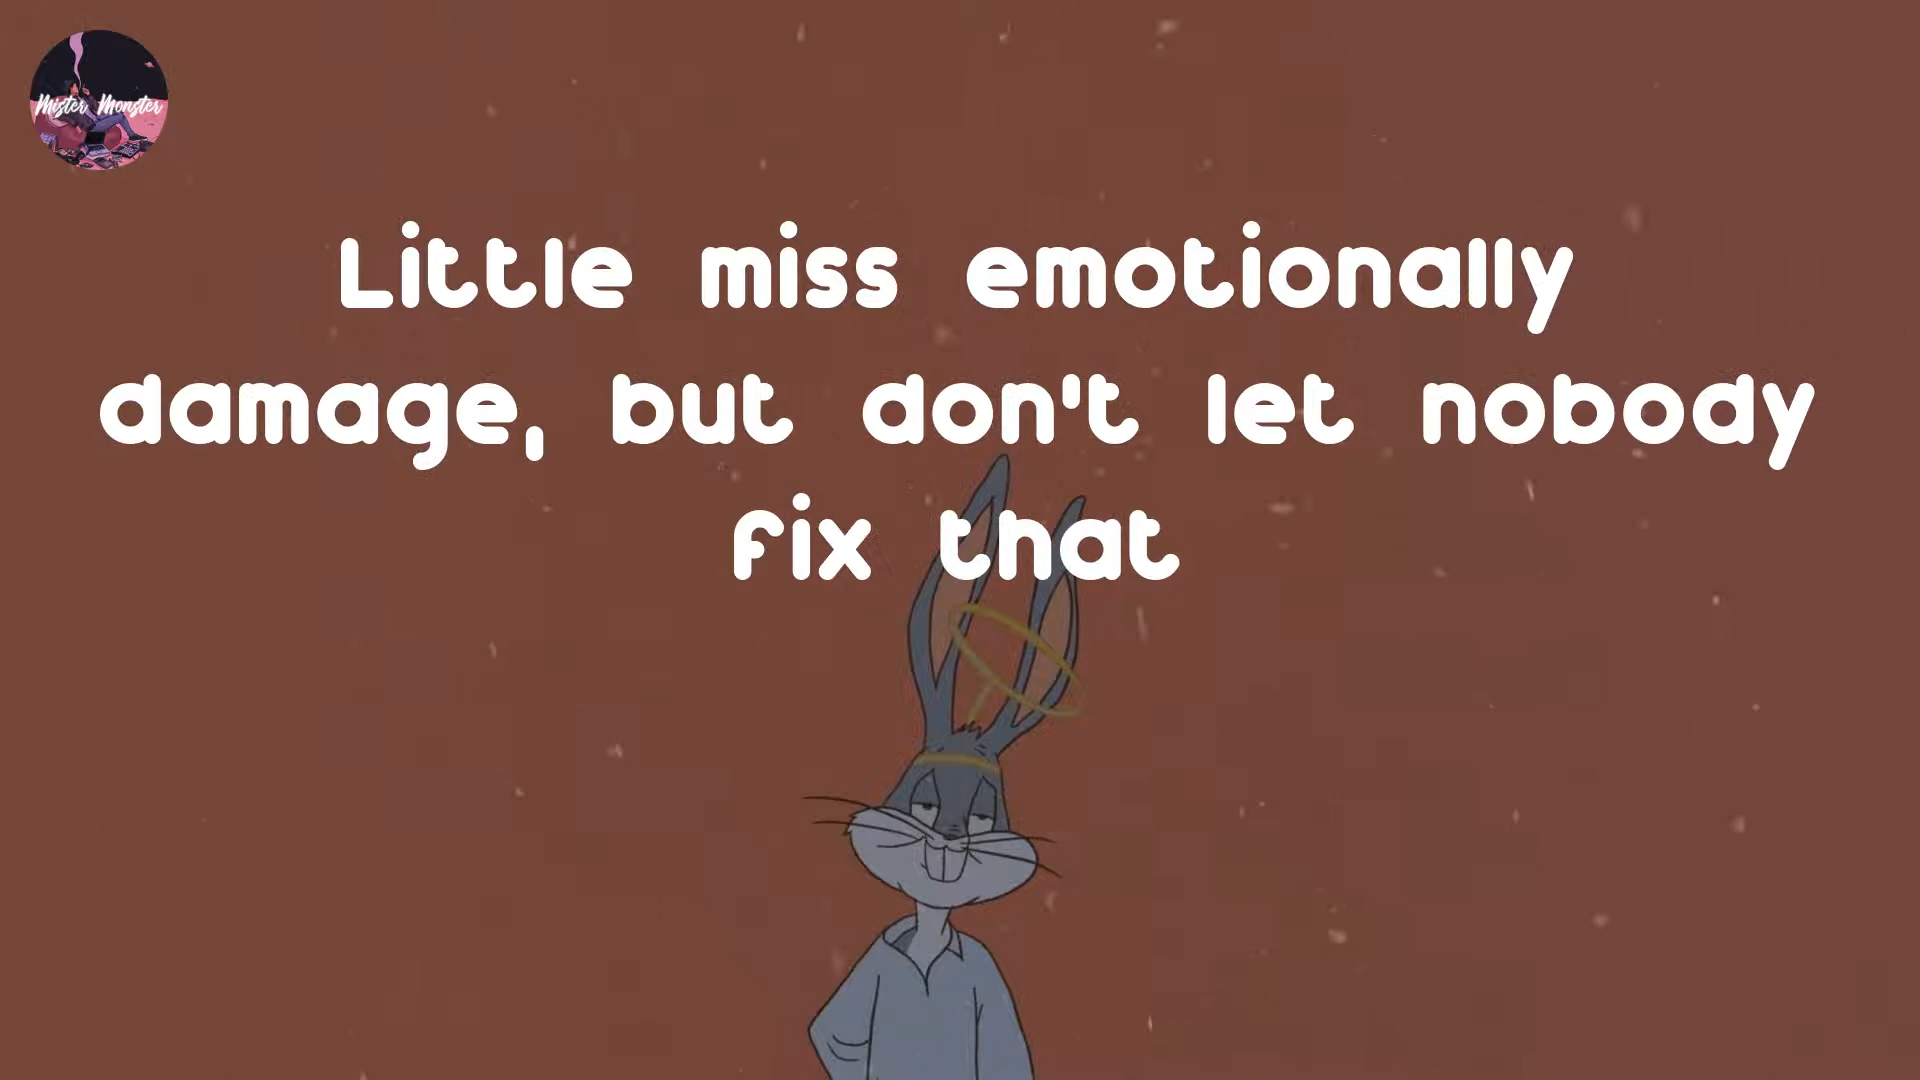 Mister Monster
Little miss emotionally
damage, but don't let nobody
fix that